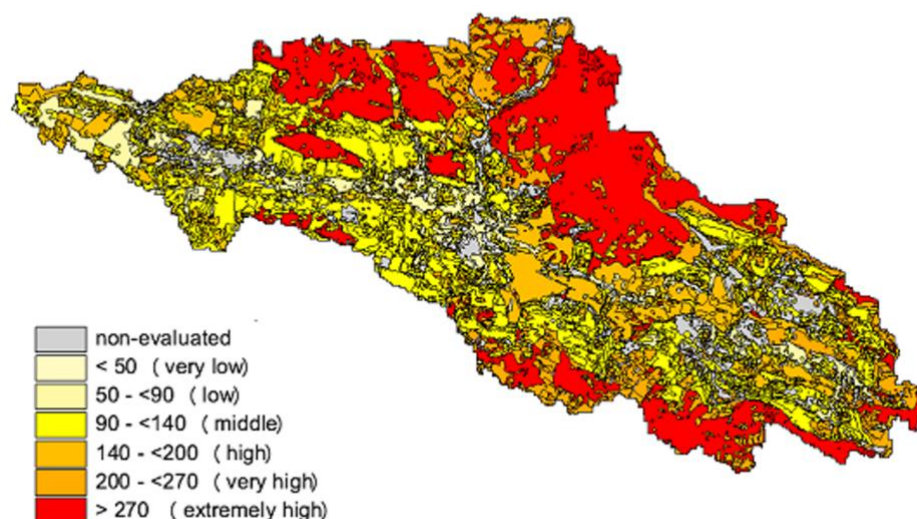 non-evaluated
< 50 ( very low)
50 - <90 ( low)
90 - <140 ( middle)
140 - <200 ( high)
200 - <270 ( very high)
> 270 ( extremely high)